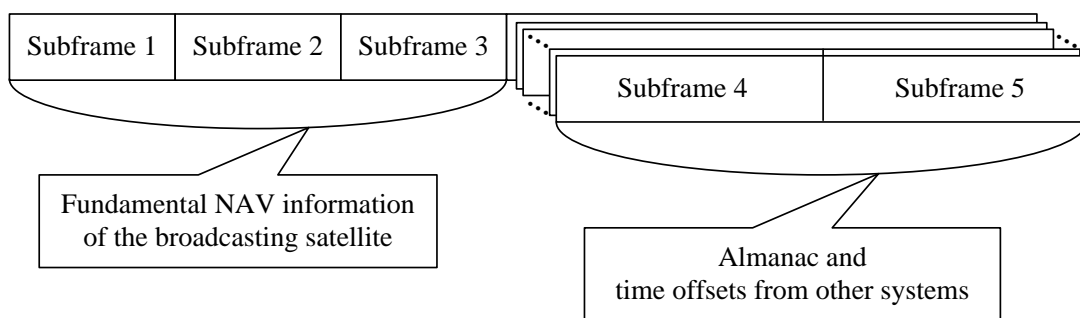 Subframe 1
Subframe 2
Subframe 3
Subframe 4
Subframe 5
Fundamental NAV information
of the broadcasting satellite
Almanac and
time offsets from other systems